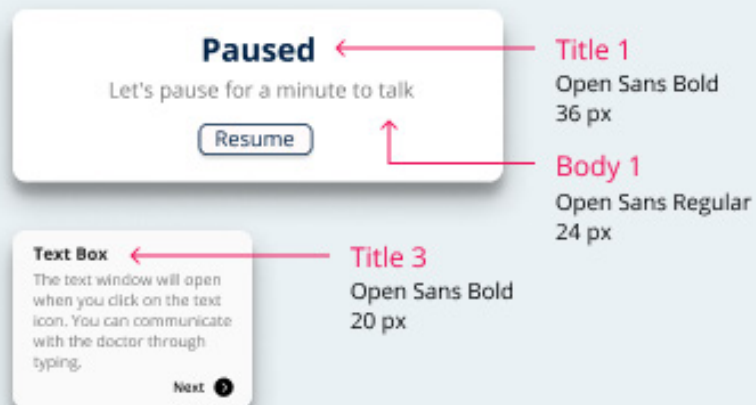 Paused
Let's pause for a minute to talk
Resume
Title 1
Open Sans Bold
36 px
Body 1
Open Sans Regular
24 px
Text Box
The text window will open
when you click on the text
icon. You can communicate
with the doctor through
typing.
Next
Title 3
Open Sans Bold
20 px